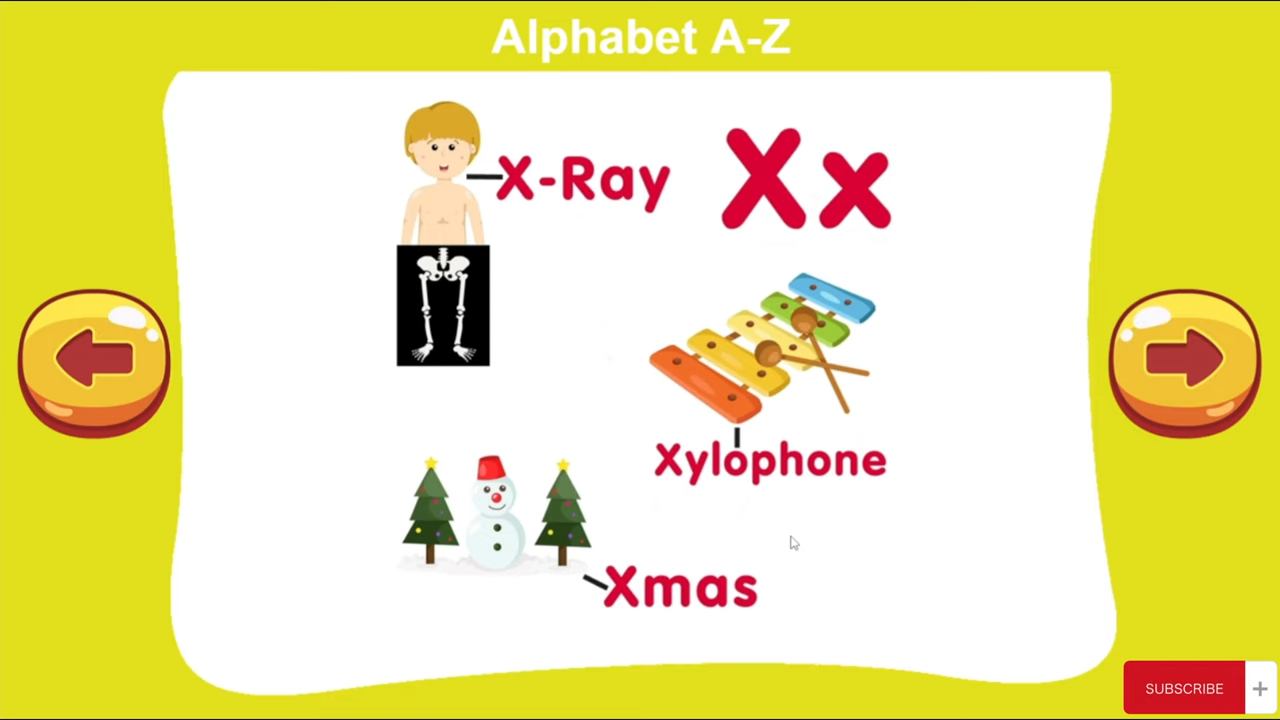 Alphabet A-Z
X-Ray
Xx
Xylophone
Xmas
SUBSCRIBE +